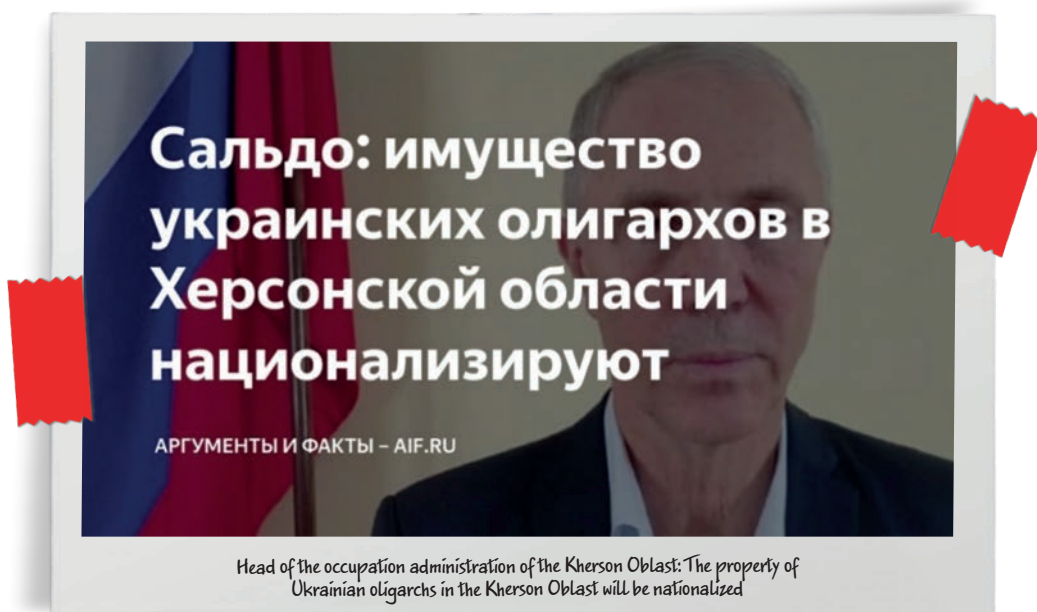 Сальдо: имущество
украинских олигархов в
Херсонской области
национализируют
АРГУМЕНТЫ И ФАКТЫ – AIF.RU
Head of the occupation administration of the Kherson Oblast: The property of
Ukrainian oligarchs in the Kherson Oblast will be nationalized